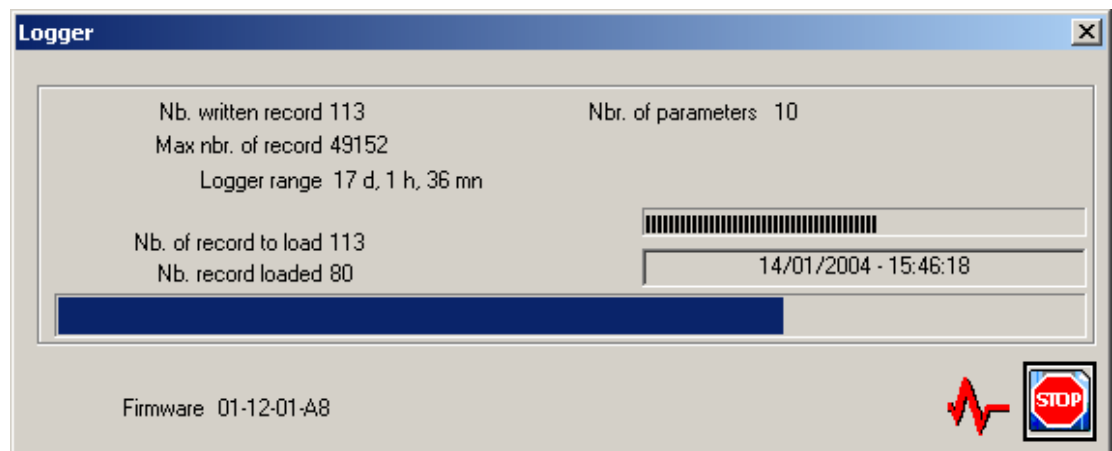 Logger
Nb. written record 113
Nbr. of parameters 10
Max nbr. of record 49152
Logger range 17 d, 1 h, 36 mn
Nb. of record to load 113
Nb. record loaded 80
14/01/2004 - 15:46:18
Firmware 01-12-01-A8
STOP